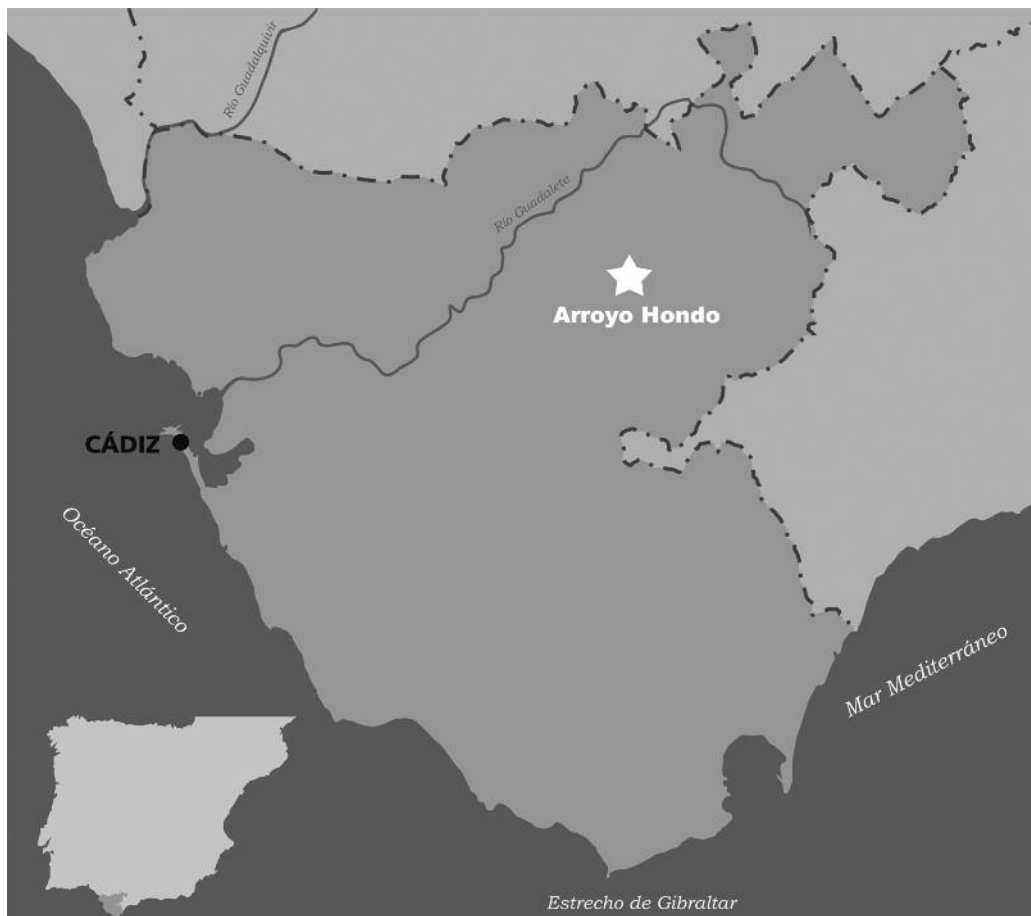 Río Guadalquivir
Río Guadalete
Arroyo Hondo
CÁDIZ
Océano Atlántico
Mar Mediterráneo
Estrecho de Gibraltar